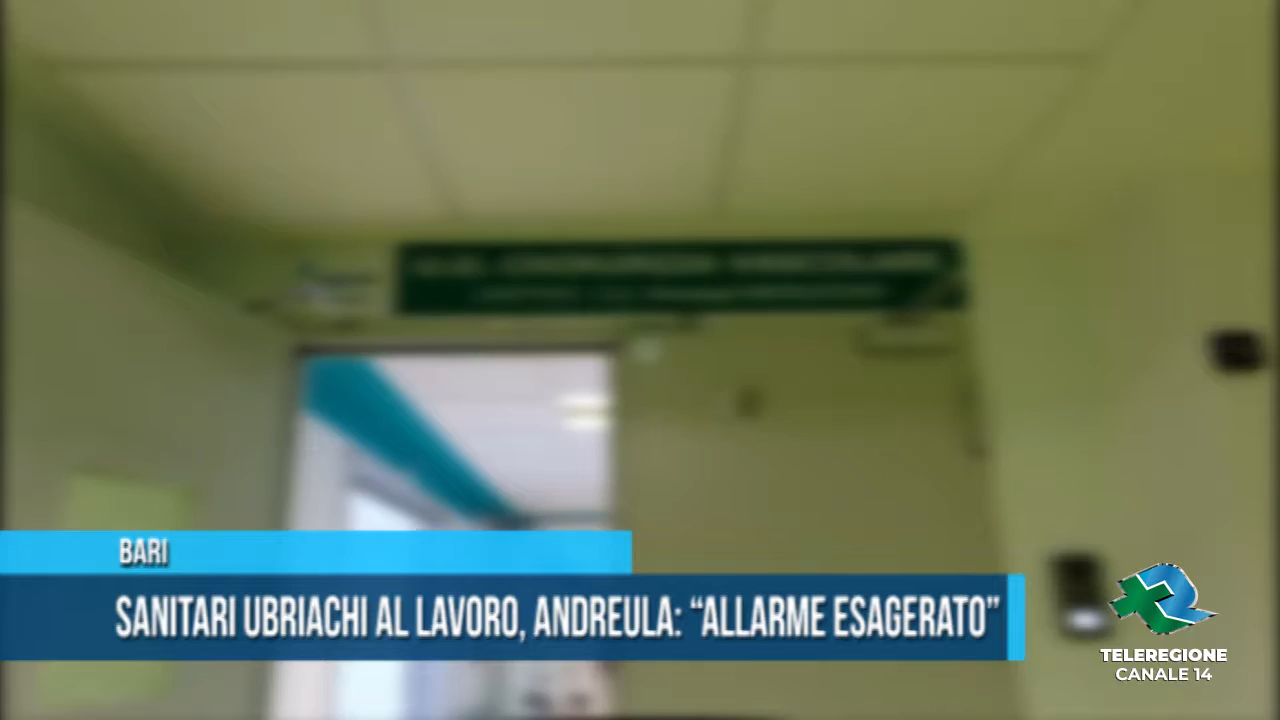 BARI
SANITARI UBRIACHI AL LAVORO, ANDREULA: “ALLARME ESAGERATO”
TELEREGIONE
CANALE 14